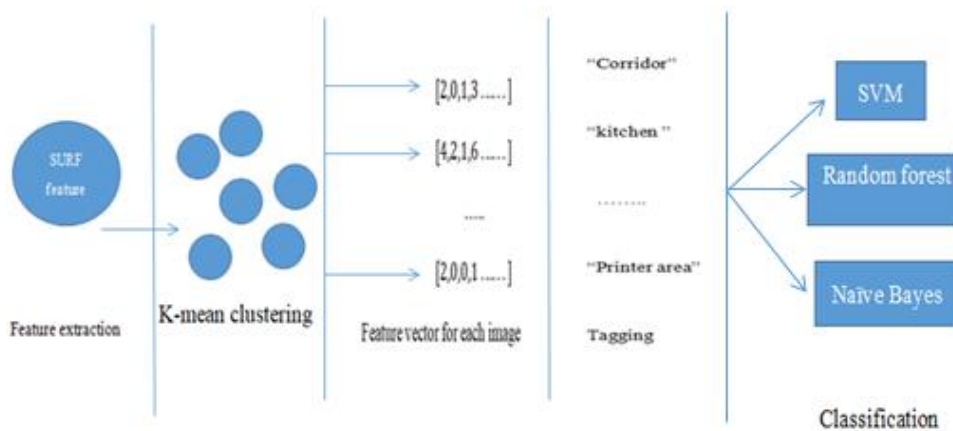 SURF
feature
Feature extraction
K-mean clustering
[2,0,1,3 ......]
[4,2,1,6 ......]
.....
[2,0,0,1 ......]
Feature vector for each image
“Corridor”
“kitchen ”
........
“Printer area”
Tagging
SVM
Random forest
Naïve Bayes
Classification